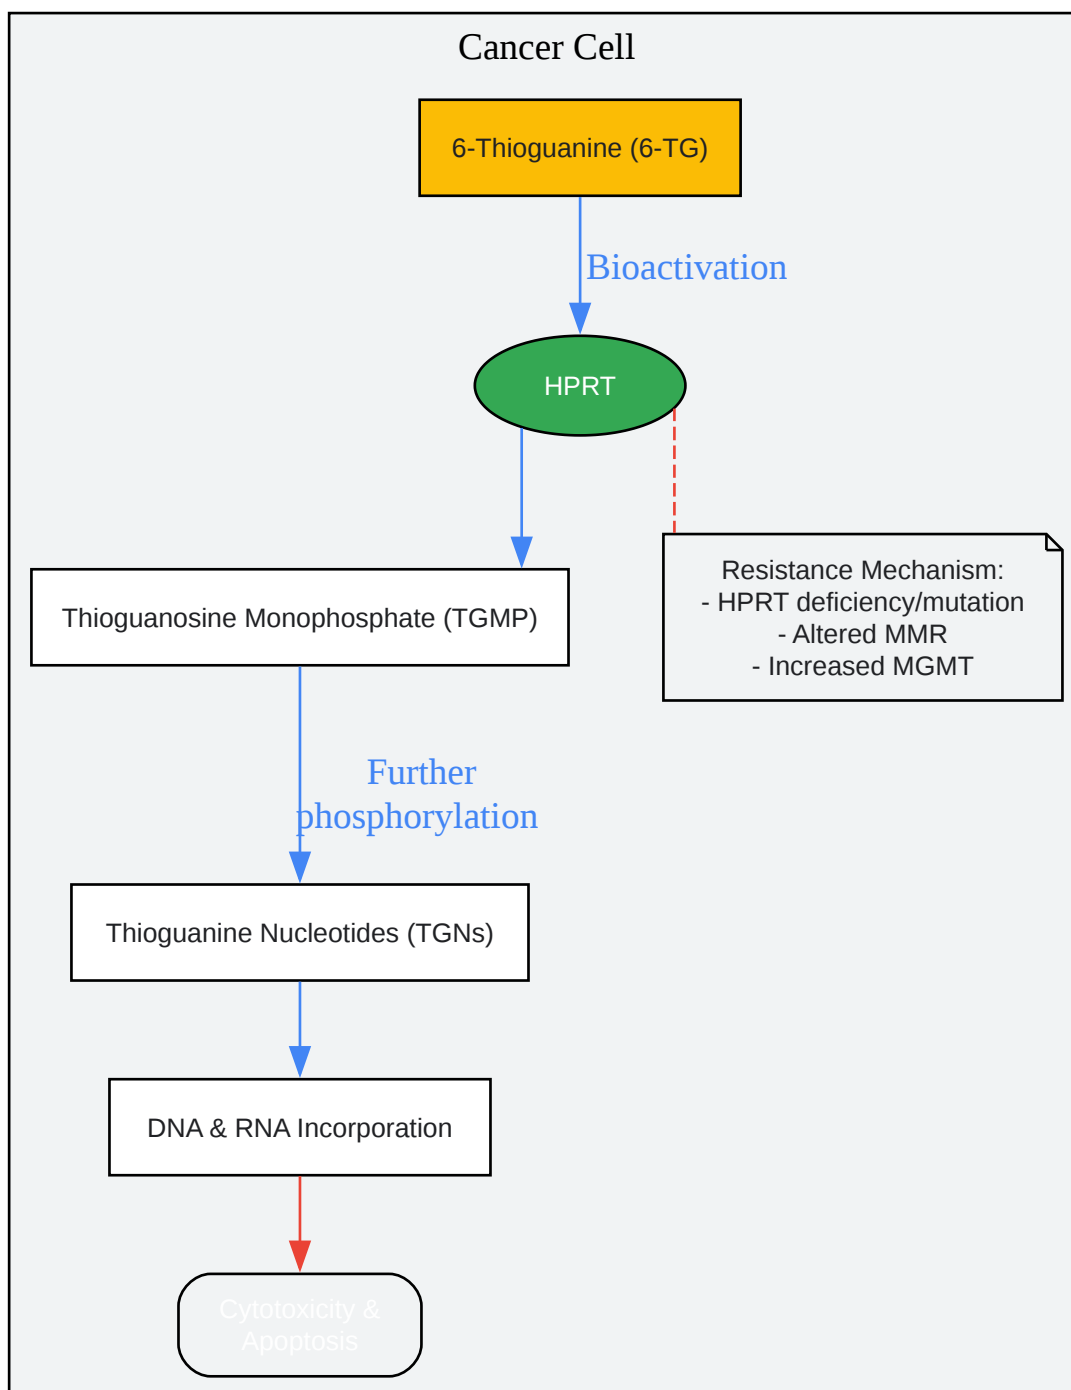 Cancer Cell
6-Thioguanine (6-TG)
Bioactivation
HPRT
Thioguanosine Monophosphate (TGMP)
Resistance Mechanism:
- HPRT deficiency/mutation
- Altered MMR
- Increased MGMT
Further
phosphorylation
Thioguanine Nucleotides (TGNs)
DNA & RNA Incorporation
Cytotoxicity &
Apoptosis